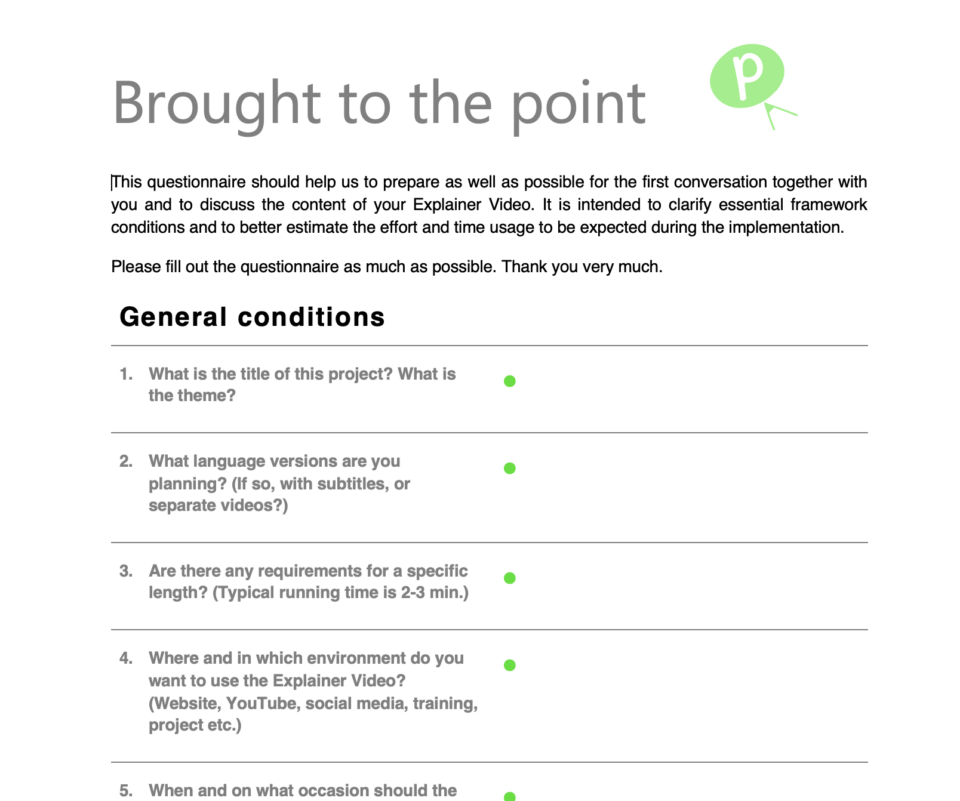 Brought to the point
p
This questionnaire should help us to prepare as well as possible for the first conversation together with
you and to discuss the content of your Explainer Video. It is intended to clarify essential framework
conditions and to better estimate the effort and time usage to be expected during the implementation.
Please fill out the questionnaire as much as possible. Thank you very much.
General conditions
1. What is the title of this project? What is
the theme?
2. What language versions are you
planning? (If so, with subtitles, or
separate videos?)
3. Are there any requirements for a specific
length? (Typical running time is 2-3 min.)
4. Where and in which environment do you
want to use the Explainer Video?
(Website, YouTube, social media, training,
project etc.)
5. When and on what occasion should the